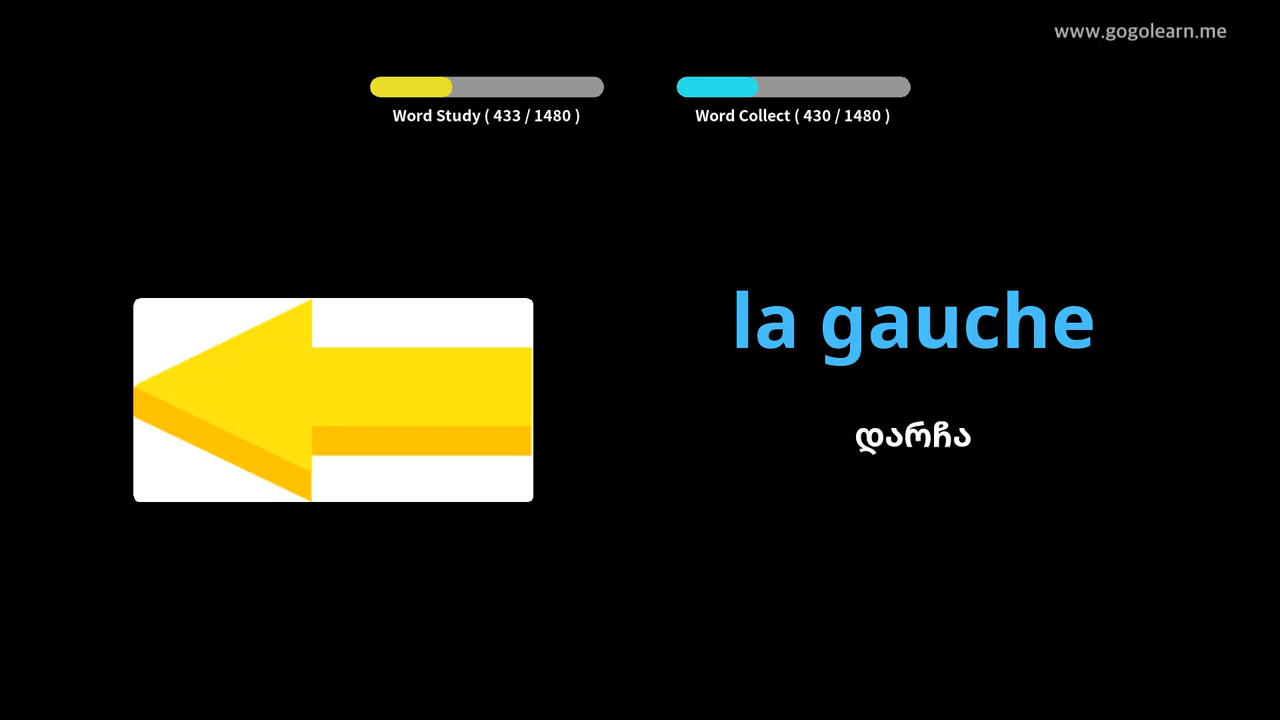 www.gogolearn.me
Word Study ( 433 / 1480 )
Word Collect ( 430 / 1480 )
la gauche
დარჩა